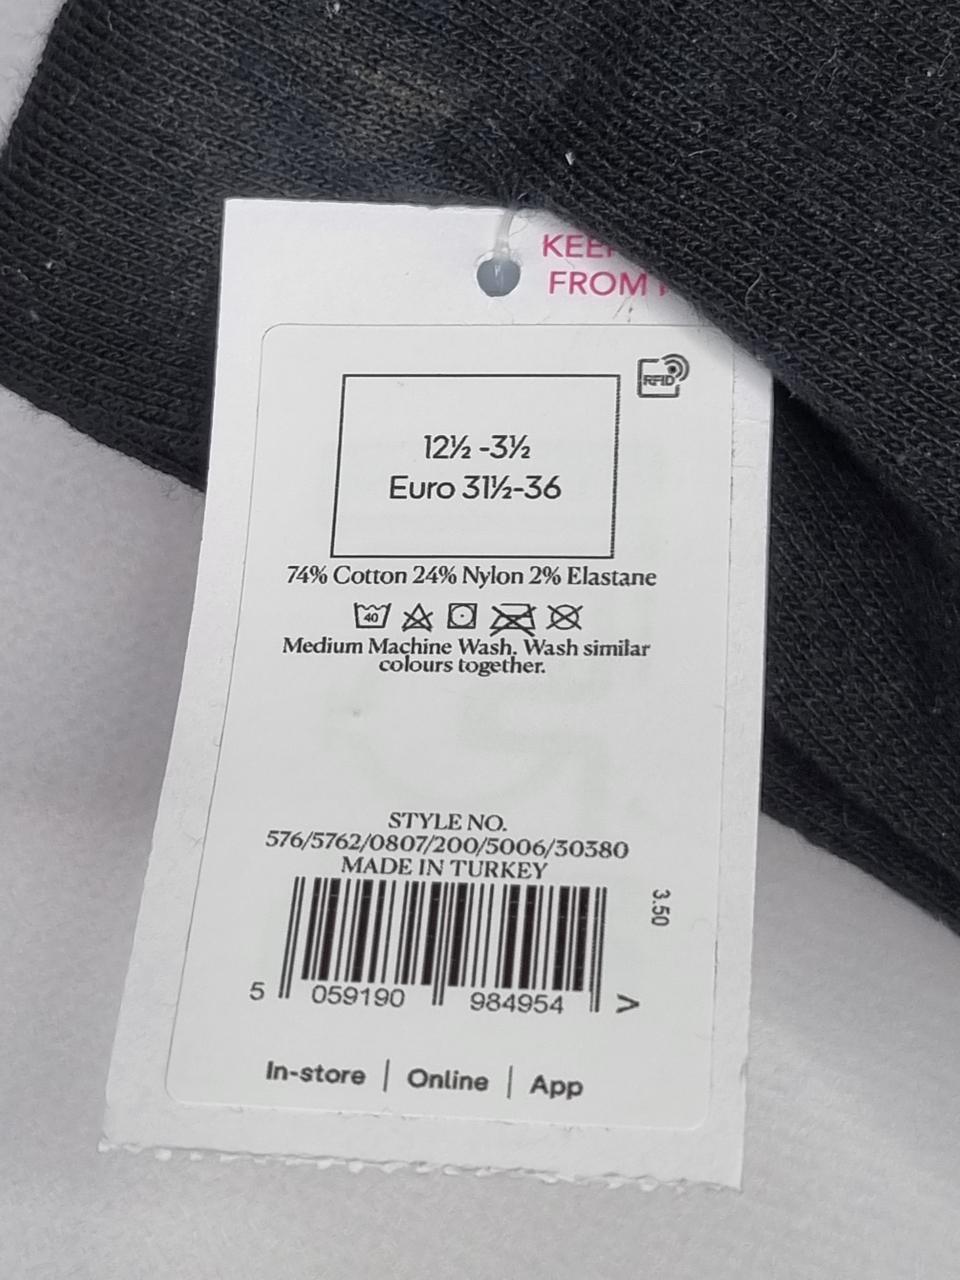 KEEP
FROM
RFID
12½ -3½
Euro 31½-36
74% Cotton 24% Nylon 2% Elastane
40
Medium Machine Wash. Wash similar
colours together.
STYLE NO.
576/5762/0807/200/5006/30380
MADE IN TURKEY
3.50
5 059190 984954 >
In-store | Online | App